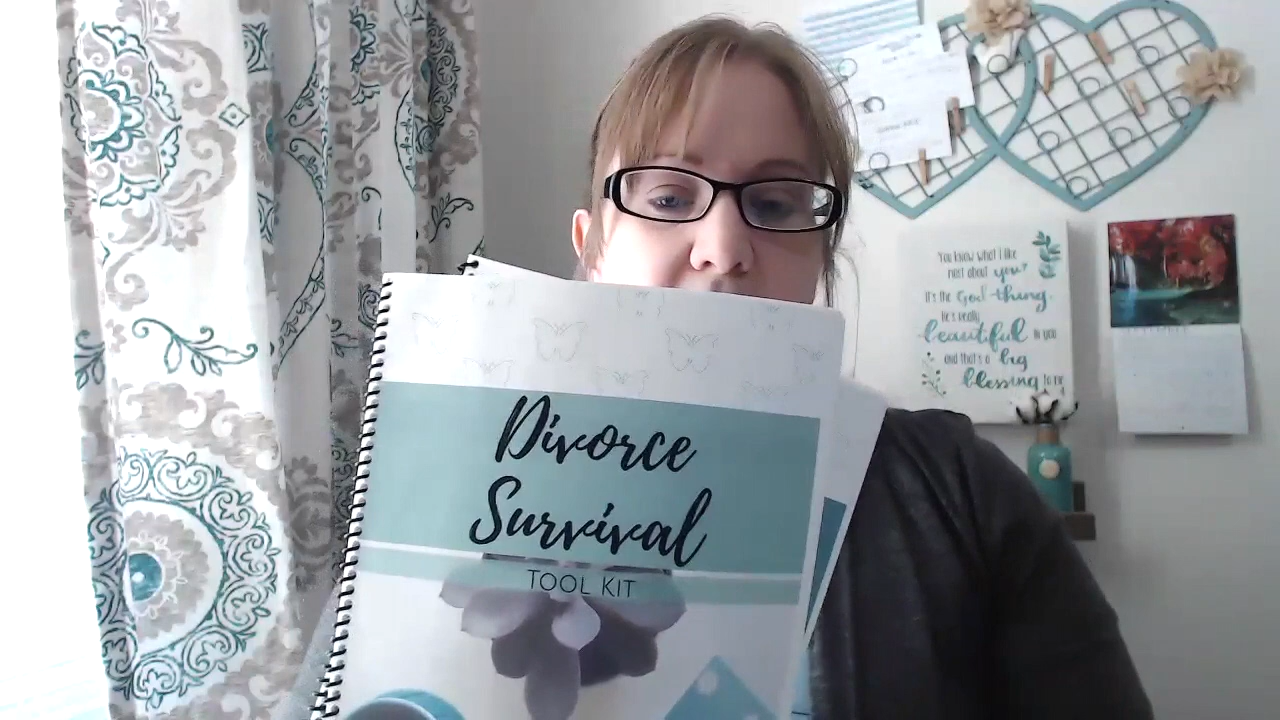 You know what I like
most about you?
It's the God-thing.
He's really
beautiful in you
and that's a big
blessing to me
Divorce
Survival
TOOL KIT